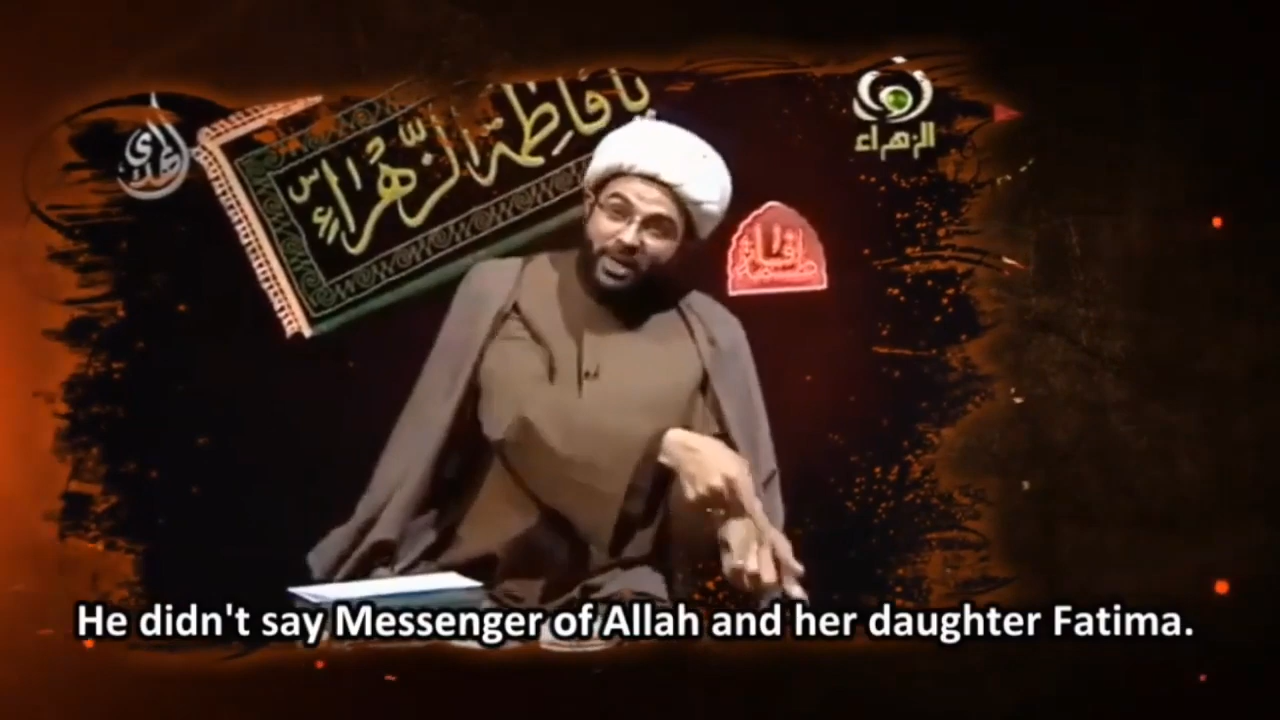 يا فاطمة الزهراء
الزهراء
He didn't say Messenger of Allah and her daughter Fatima.